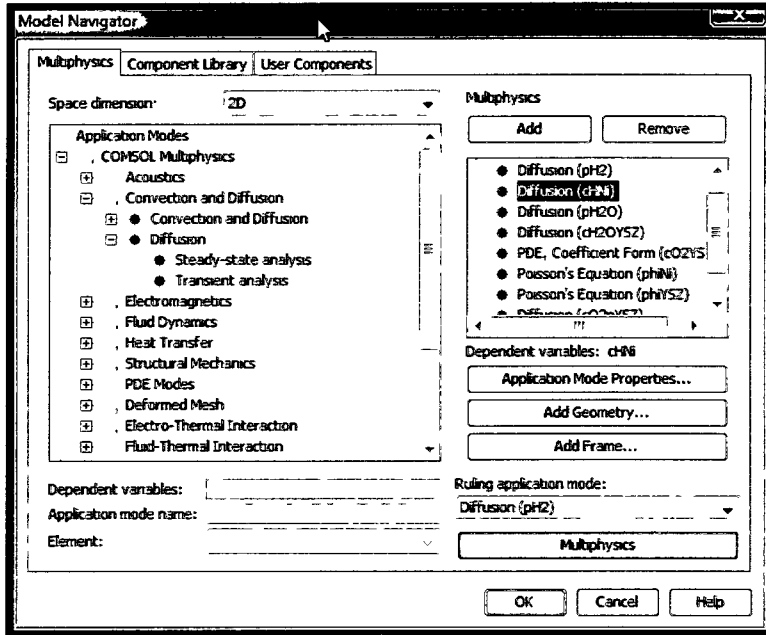 Model Navigator
Multiphysics
Component Library
User Components
Space dimension:
2D
Application Modes
COMSOL Multiphysics
Acoustics
Convection and Diffusion
Convection and Diffusion
Diffusion
Steady-state analysis
Transient analysis
Electromagnetics
Fluid Dynamics
Heat Transfer
Structural Mechanics
PDE Modes
Deformed Mesh
Electro-Thermal Interaction
Fluid-Thermal Interaction
Dependent variables:
Application mode name:
Element:
Multiphysics
Add
Remove
Diffusion (pH2)
Diffusion (cHNi)
Diffusion (pH2O)
Diffusion (cH2OYSZ)
PDE, Coefficient Form (cO2YS
Poisson's Equation (phiNi)
Poisson's Equation (phiYSZ)
Diffusion (cO2pYSZ)
Dependent variables: cHNi
Application Mode Properties...
Add Geometry...
Add Frame...
Ruling application mode:
Diffusion (pH2)
Multiphysics
OK
Cancel
Help